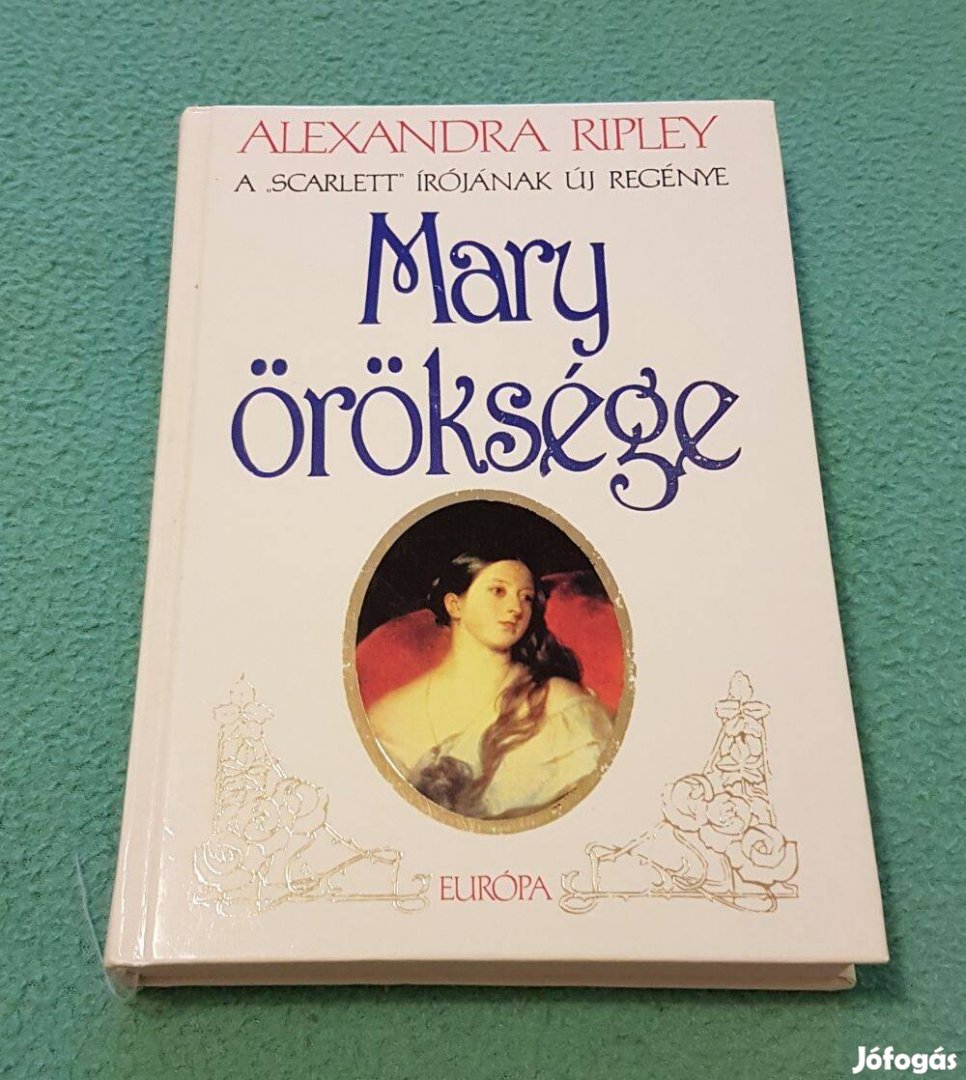 ALEXANDRA RIPLEY
A „SCARLETT” ÍRÓJÁNAK ÚJ REGÉNYE
Mary
öröksége
EURÓPA
Jófogás